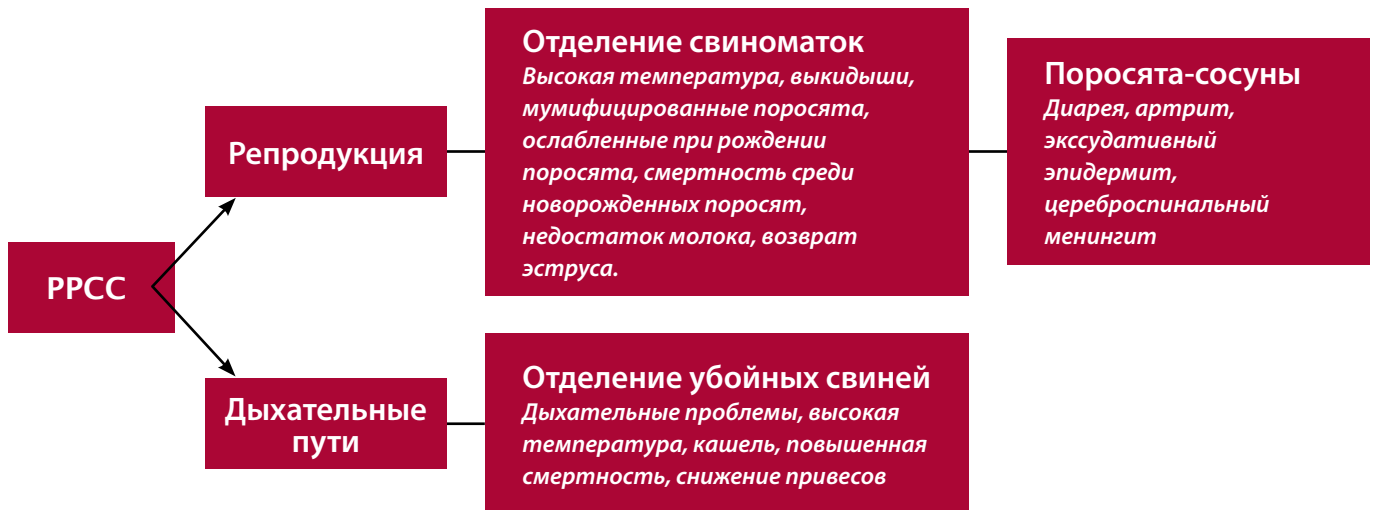 РРСС
Репродукция
Отделение свиноматок
Высокая температура, выкидыши,
мумифицированные поросята,
ослабленные при рождении
поросята, смертность среди
новорожденных поросят,
недостаток молока, возврат
эструса.
Поросята-сосуны
Диарея, артрит,
экссудативный
эпидермит,
цереброспинальный
менингит
Дыхательные
пути
Отделение убойных свиней
Дыхательные проблемы, высокая
температура, кашель, повышенная
смертность, снижение привесов